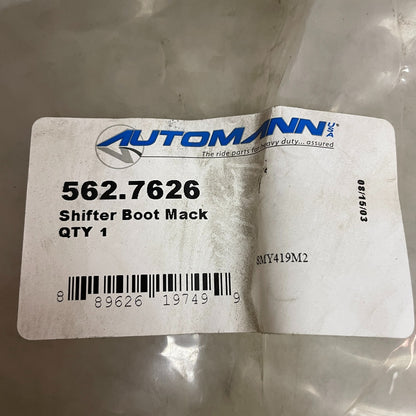 AUTOMANN USA
The ride parts for heavy duty... assured
562.7626
Shifter Boot Mack
QTY 1
08/15/03
8MY419M2
8 89626 19749 9